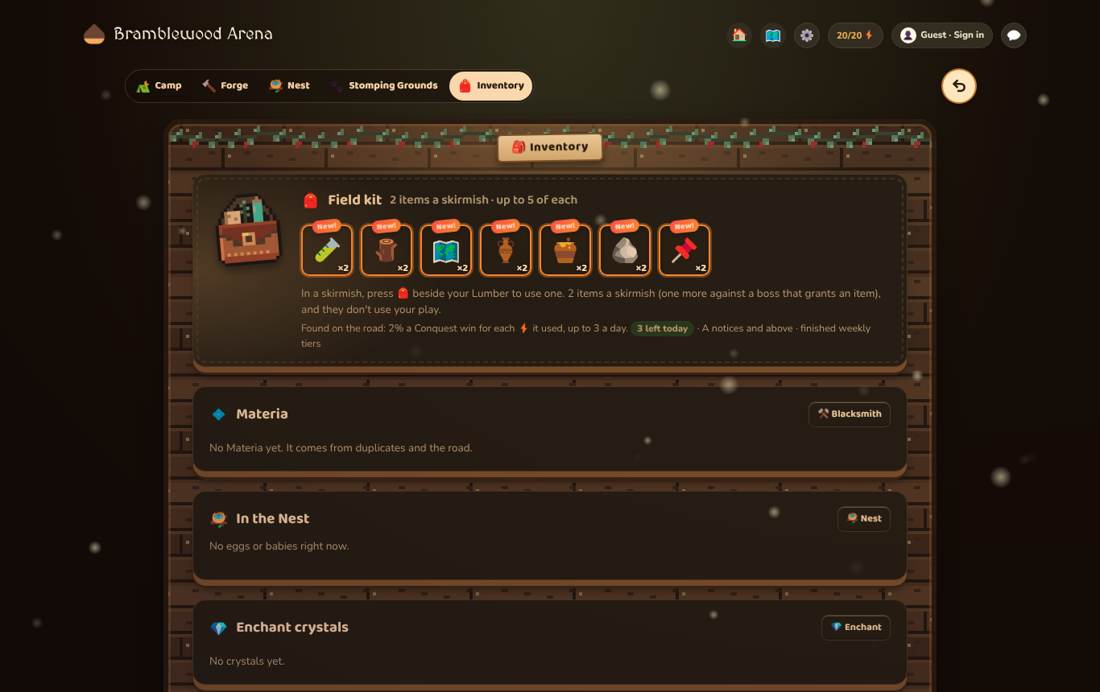 Bramblewood Arena
20/20
Guest · Sign in
Camp
Forge
Nest
Stomping Grounds
Inventory
Inventory
Field kit 2 items a skirmish · up to 5 of each
New! New! New! New! New! New! New!
×2 ×2 ×2 ×2 ×2 ×2 ×2
In a skirmish, press beside your Lumber to use one. 2 items a skirmish (one more against a boss that grants an item),
and they don't use your play.
Found on the road: 2% a Conquest win for each it used, up to 3 a day. 3 left today · A notices and above · finished weekly
tiers
Materia
Blacksmith
No Materia yet. It comes from duplicates and the road.
In the Nest
Nest
No eggs or babies right now.
Enchant crystals
Enchant
No crystals yet.